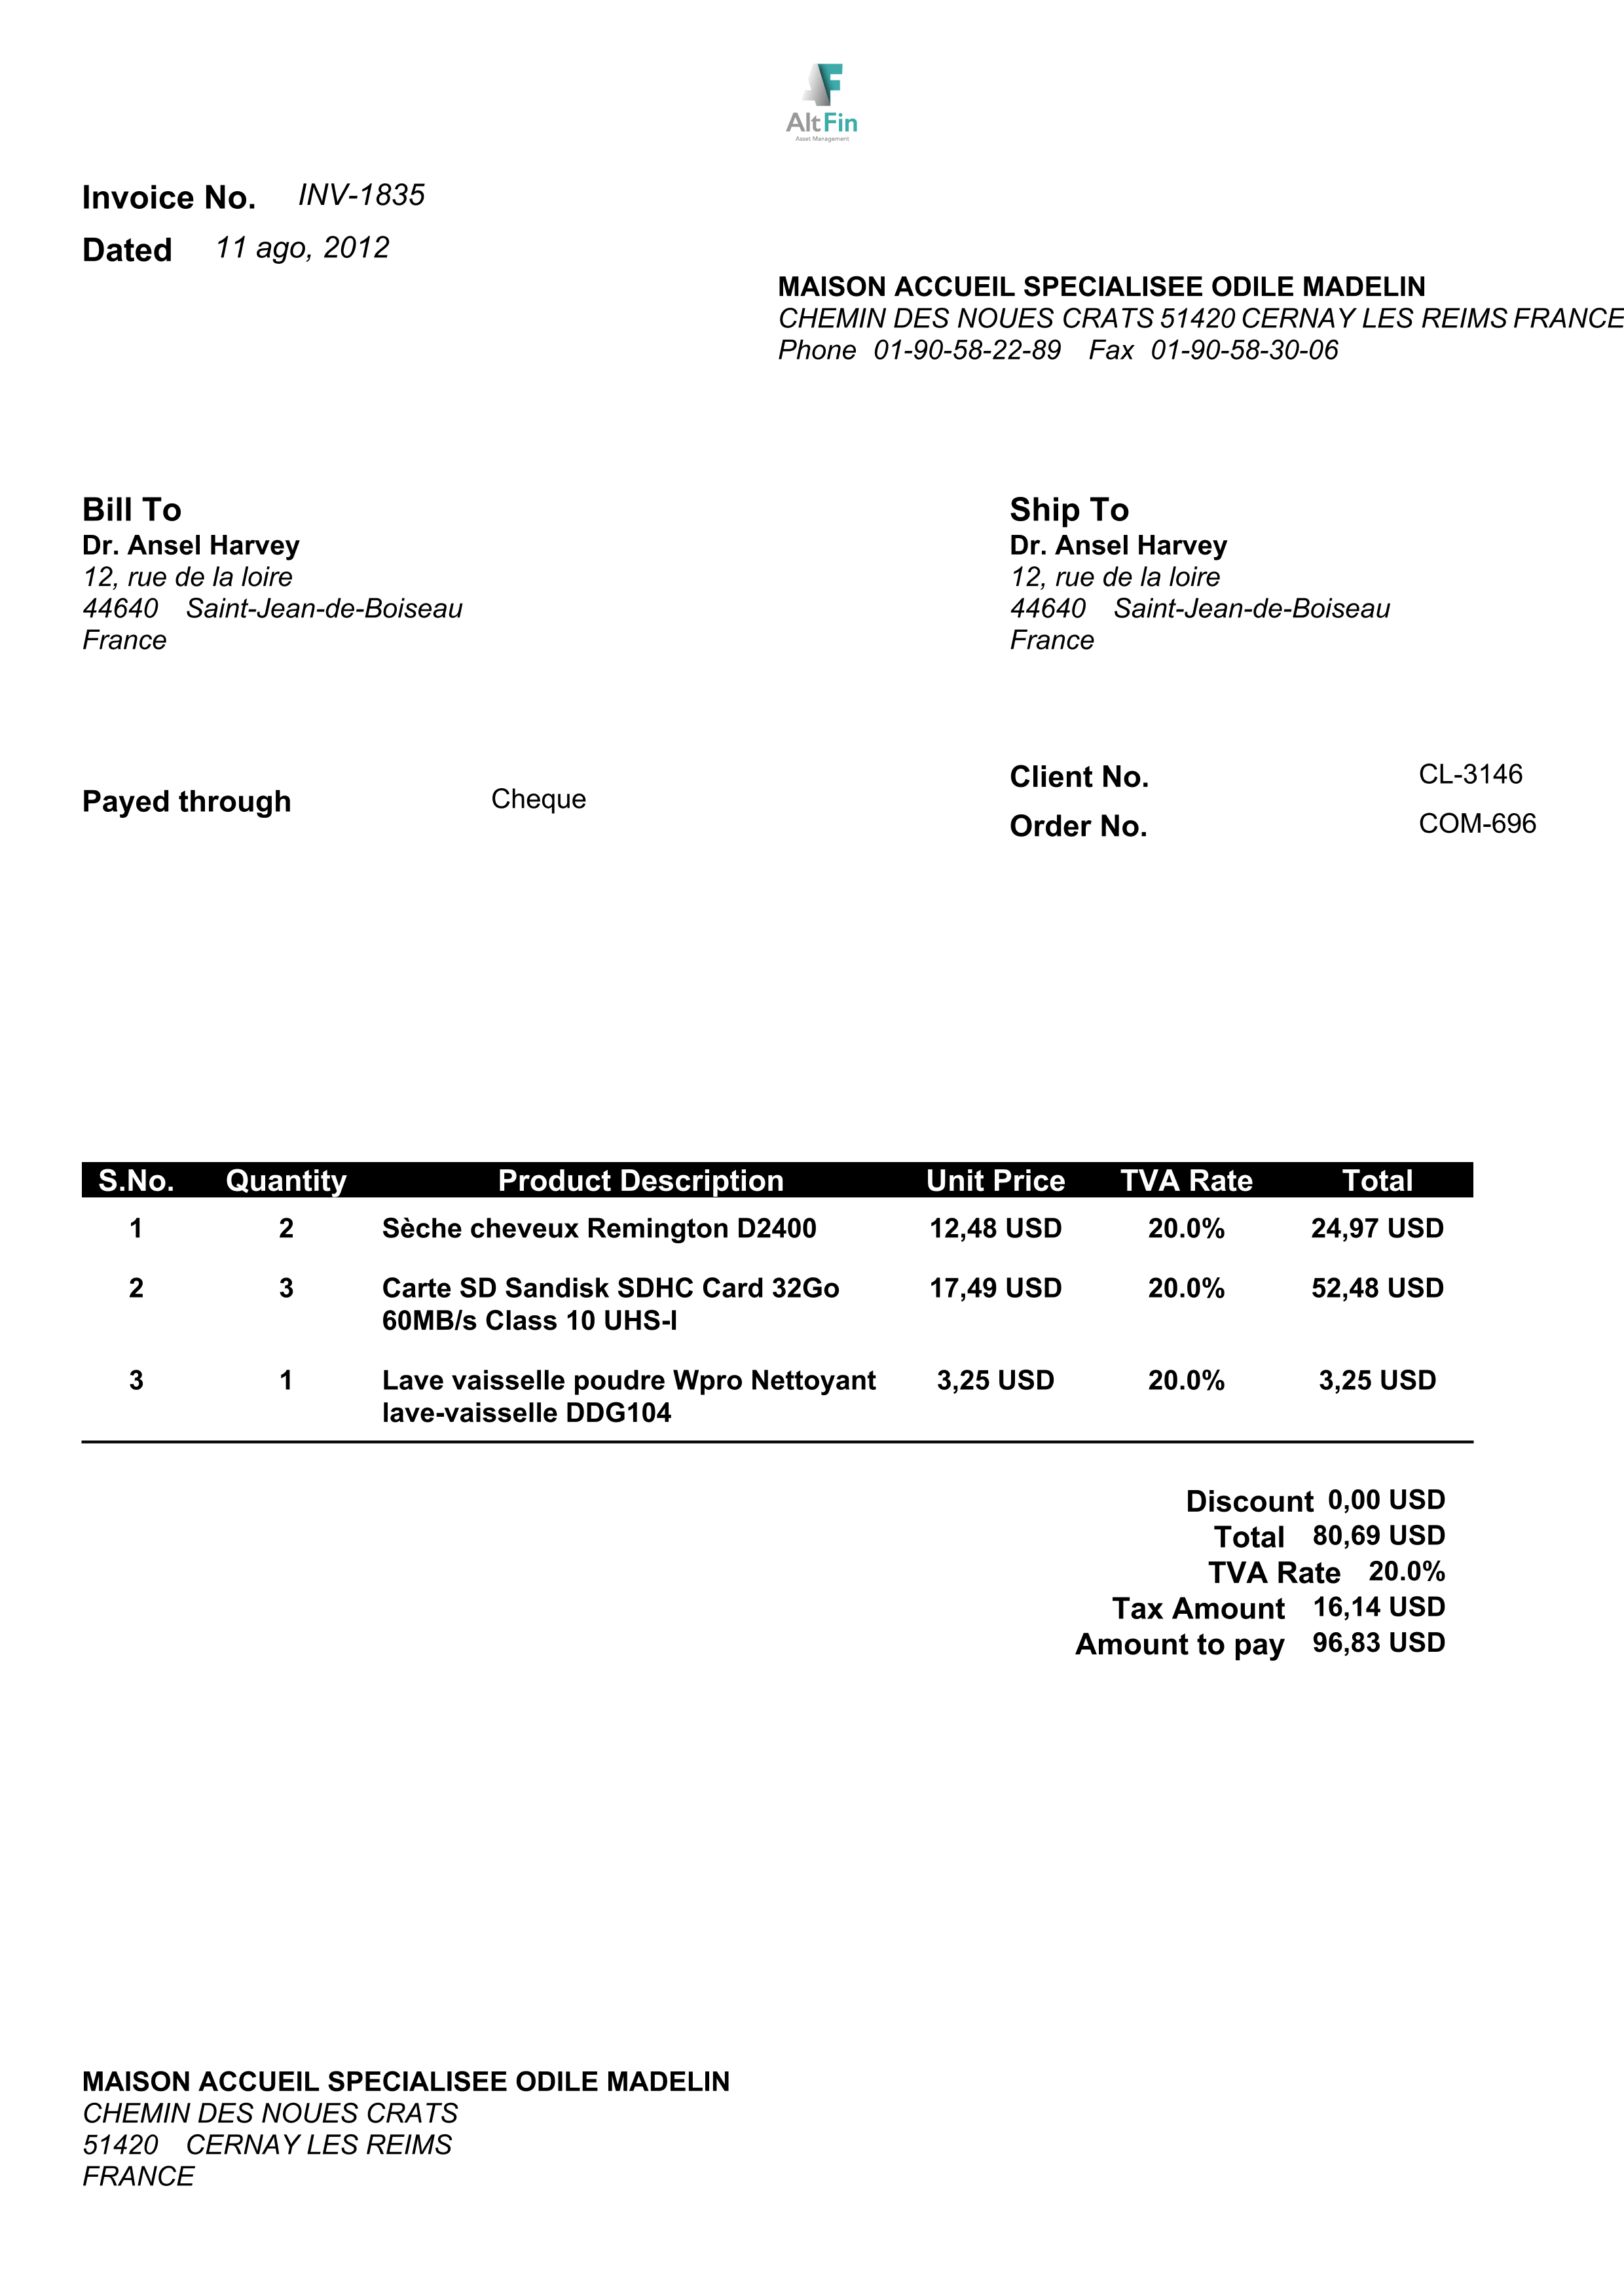 AF
AltFin
Asset Management
Invoice No. INV-1835
Dated 11 ago, 2012
MAISON ACCUEIL SPECIALISEE ODILE MADELIN
CHEMIN DES NOUES CRATS 51420 CERNAY LES REIMS FRANCE
Phone 01-90-58-22-89 Fax 01-90-58-30-06
Bill To
Dr. Ansel Harvey
12, rue de la loire
44640 Saint-Jean-de-Boiseau
France
Ship To
Dr. Ansel Harvey
12, rue de la loire
44640 Saint-Jean-de-Boiseau
France
Payed through Cheque
Client No. CL-3146
Order No. COM-696
S.No. Quantity Product Description Unit Price TVA Rate Total
1 2 Sèche cheveux Remington D2400 12,48 USD 20.0% 24,97 USD
2 3 Carte SD Sandisk SDHC Card 32Go 17,49 USD 20.0% 52,48 USD
60MB/s Class 10 UHS-I
3 1 Lave vaisselle poudre Wpro Nettoyant 3,25 USD 20.0% 3,25 USD
lave-vaisselle DDG104
Discount 0,00 USD
Total 80,69 USD
TVA Rate 20.0%
Tax Amount 16,14 USD
Amount to pay 96,83 USD
MAISON ACCUEIL SPECIALISEE ODILE MADELIN
CHEMIN DES NOUES CRATS
51420 CERNAY LES REIMS
FRANCE